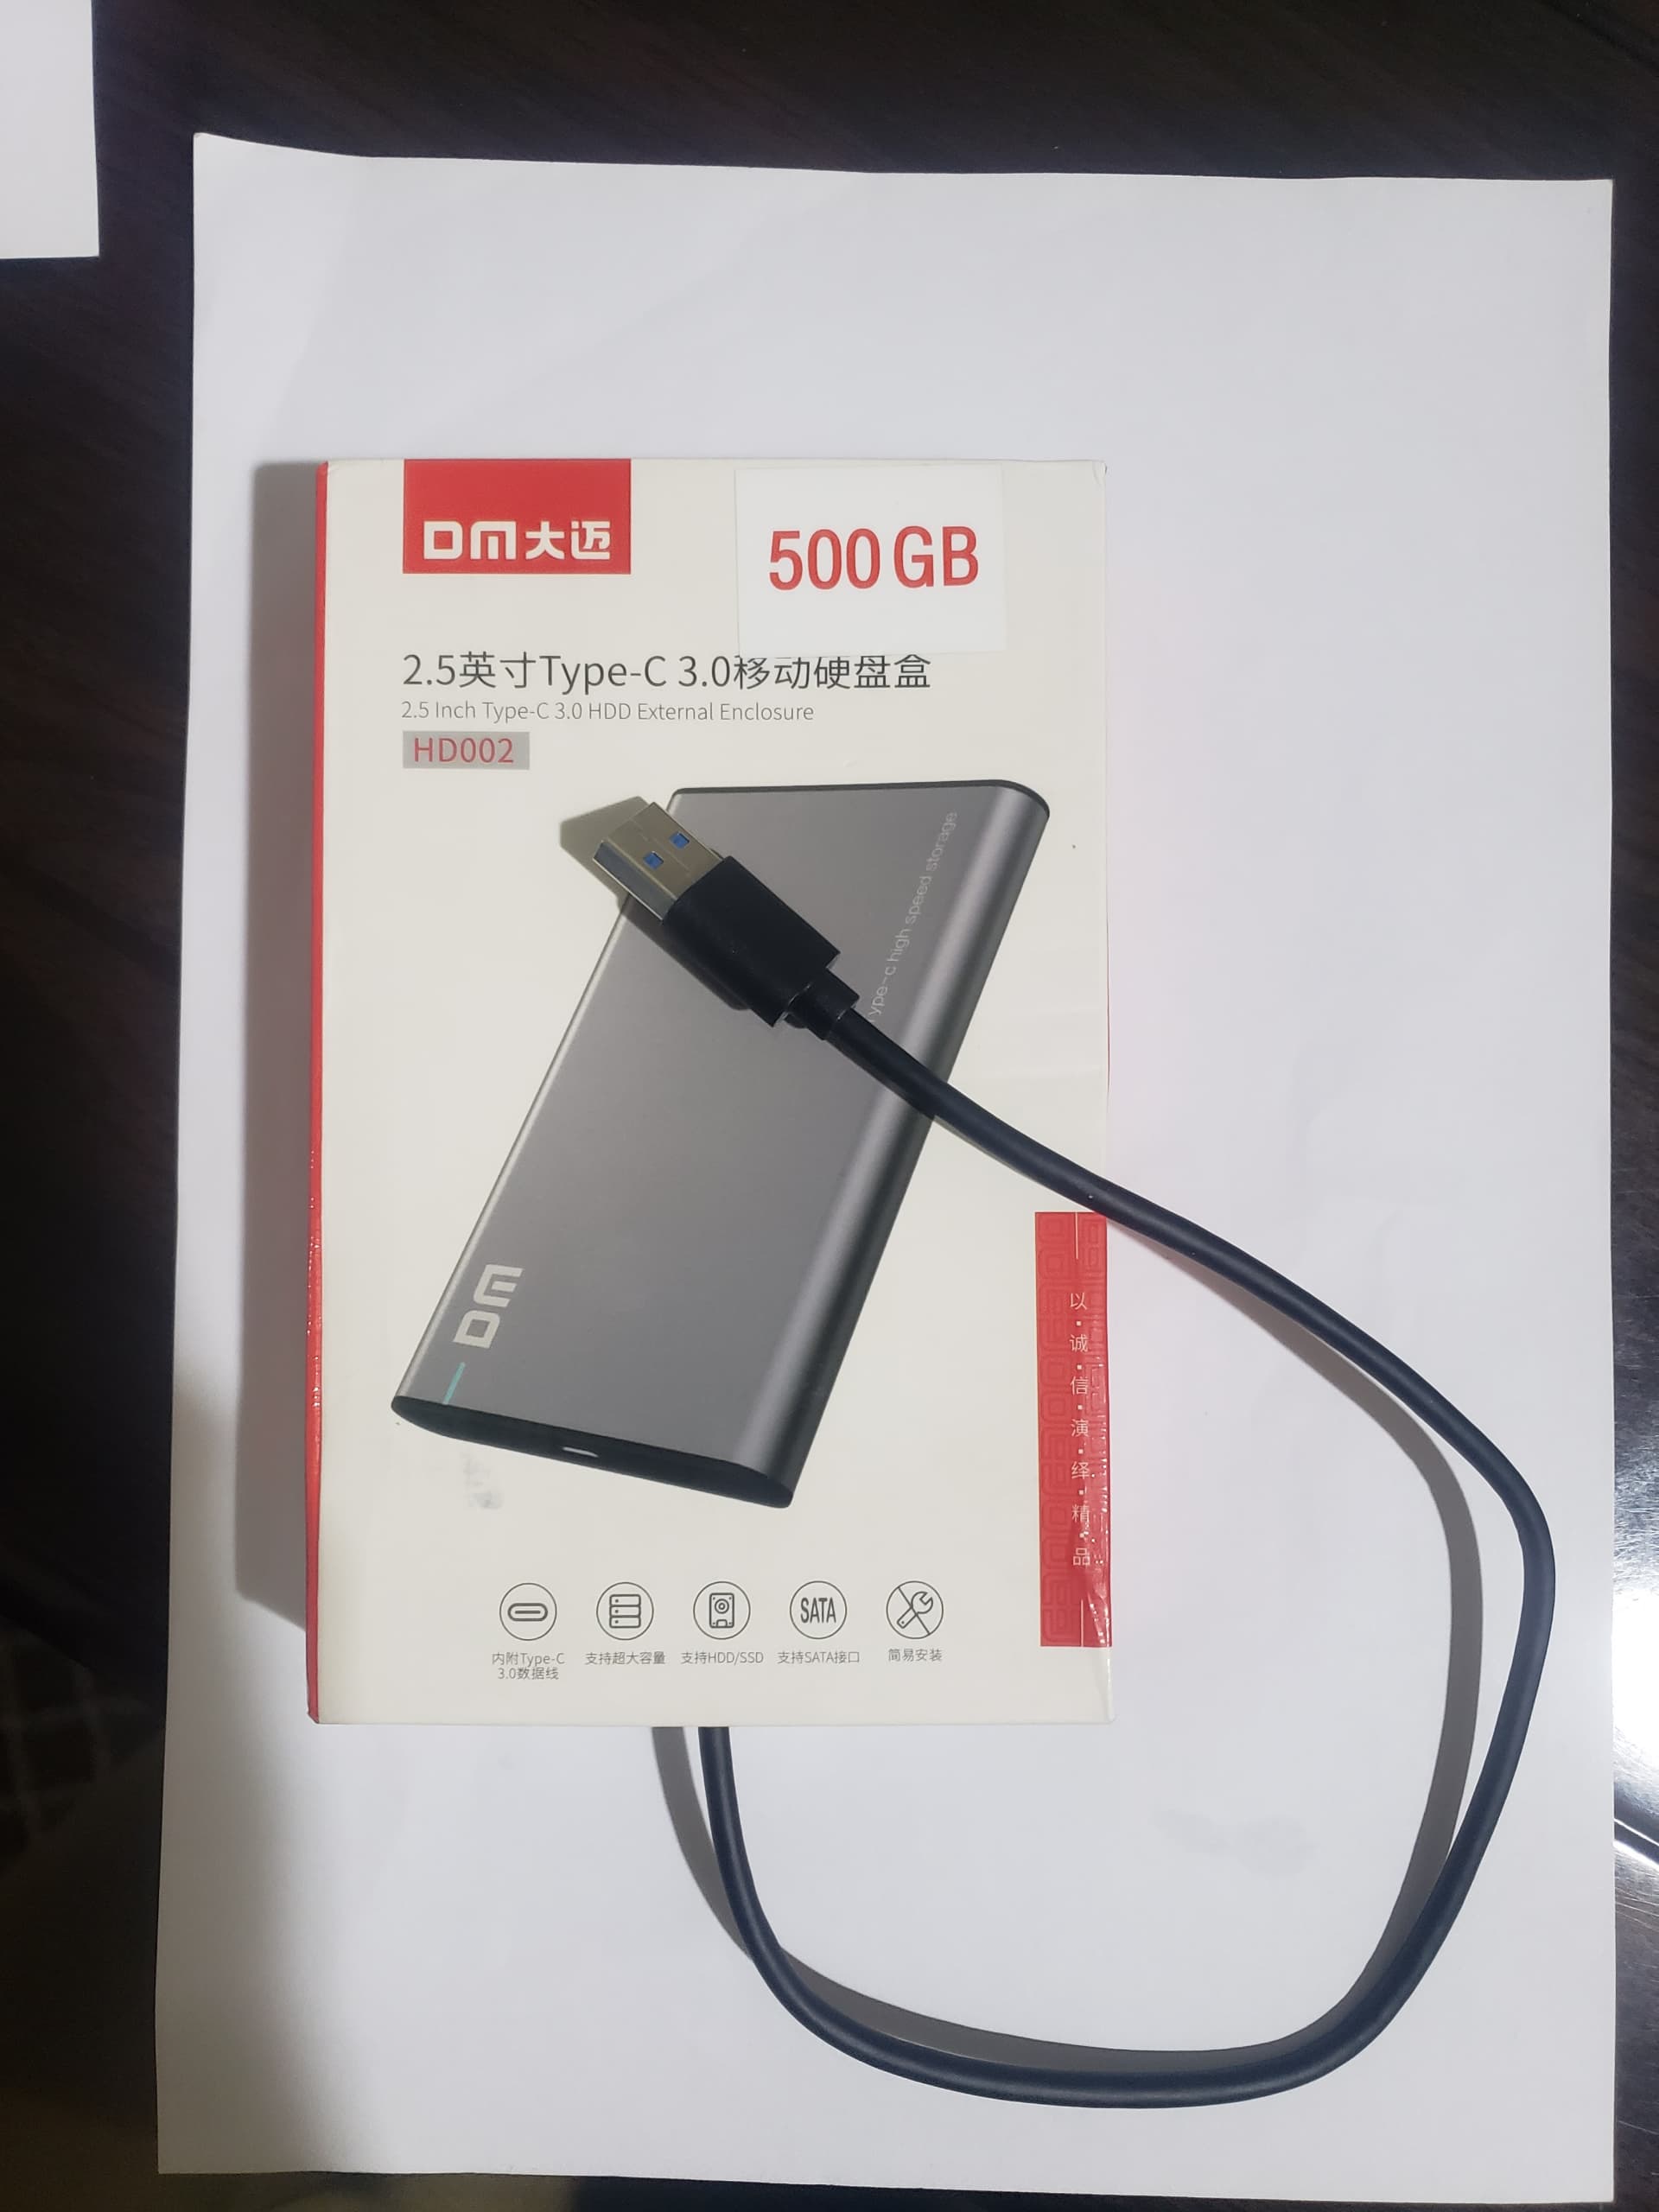 DM大迈
500GB
2.5英寸Type-C 3.0移动硬盘盒
2.5 Inch Type-C 3.0 HDD External Enclosure
HD002
high speed storage
DM
以·诚·信·演·绎·精·品
内附Type-C
3.0数据线
支持超大容量
支持HDD/SSD
SATA
支持SATA接口
简易安装